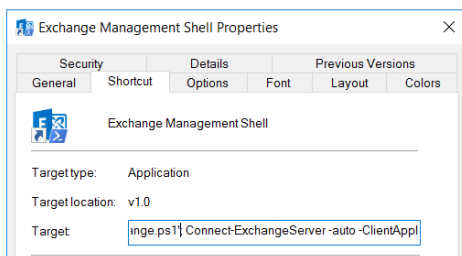 Exchange Management Shell Properties
Security Details Previous Versions
General Shortcut Options Font Layout Colors
Exchange Management Shell
Target type: Application
Target location: v1.0
Target: ange.ps1'; Connect-ExchangeServer -auto -ClientAppl